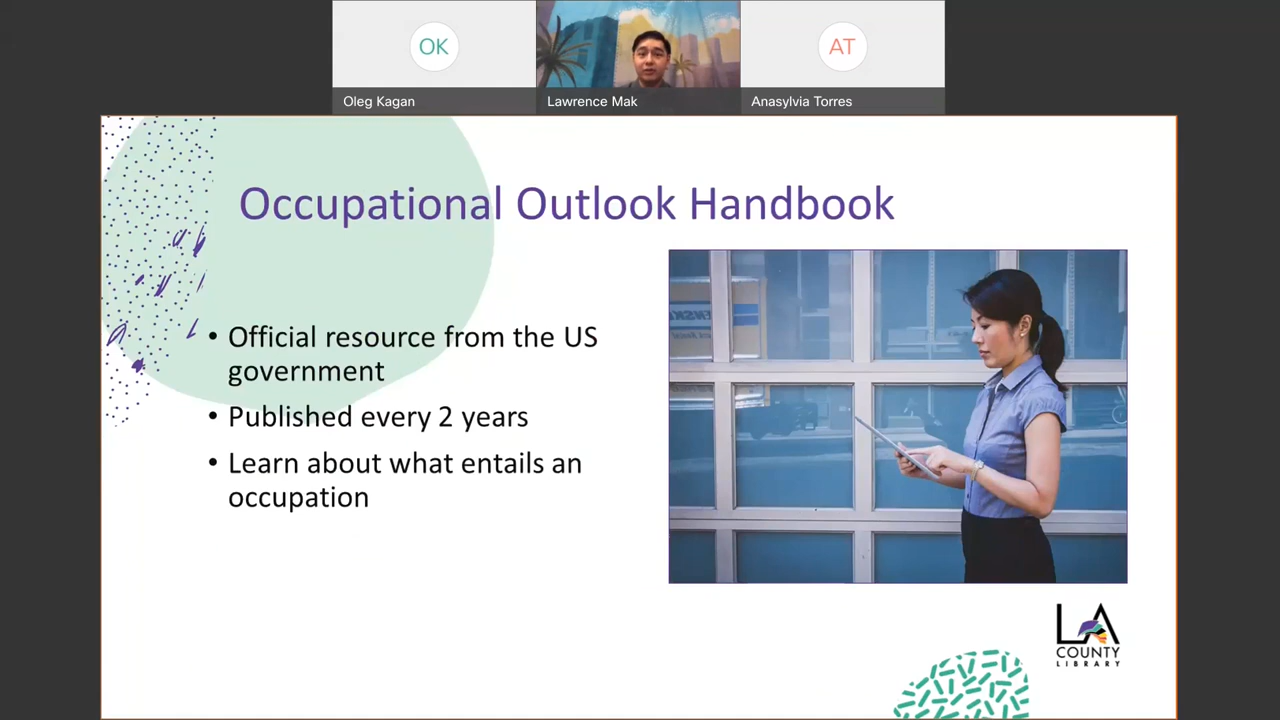 OK
AT
Oleg Kagan
Lawrence Mak
Anasylvia Torres
Occupational Outlook Handbook
• Official resource from the US
government
• Published every 2 years
• Learn about what entails an
occupation
LA
COUNTY
LIBRARY